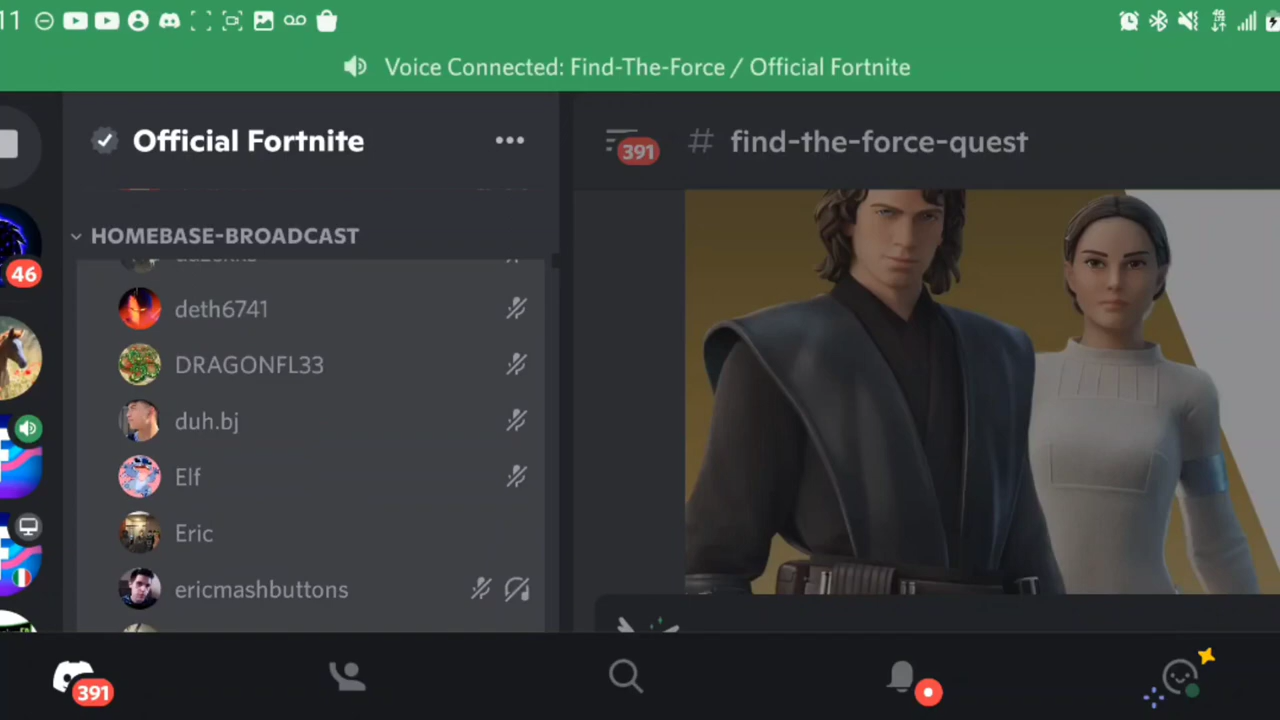 11
Voice Connected: Find-The-Force / Official Fortnite
Official Fortnite
391
# find-the-force-quest
HOMEBASE-BROADCAST
46
deth6741
DRAGONFL33
duh.bj
Elf
Eric
ericmashbuttons
391